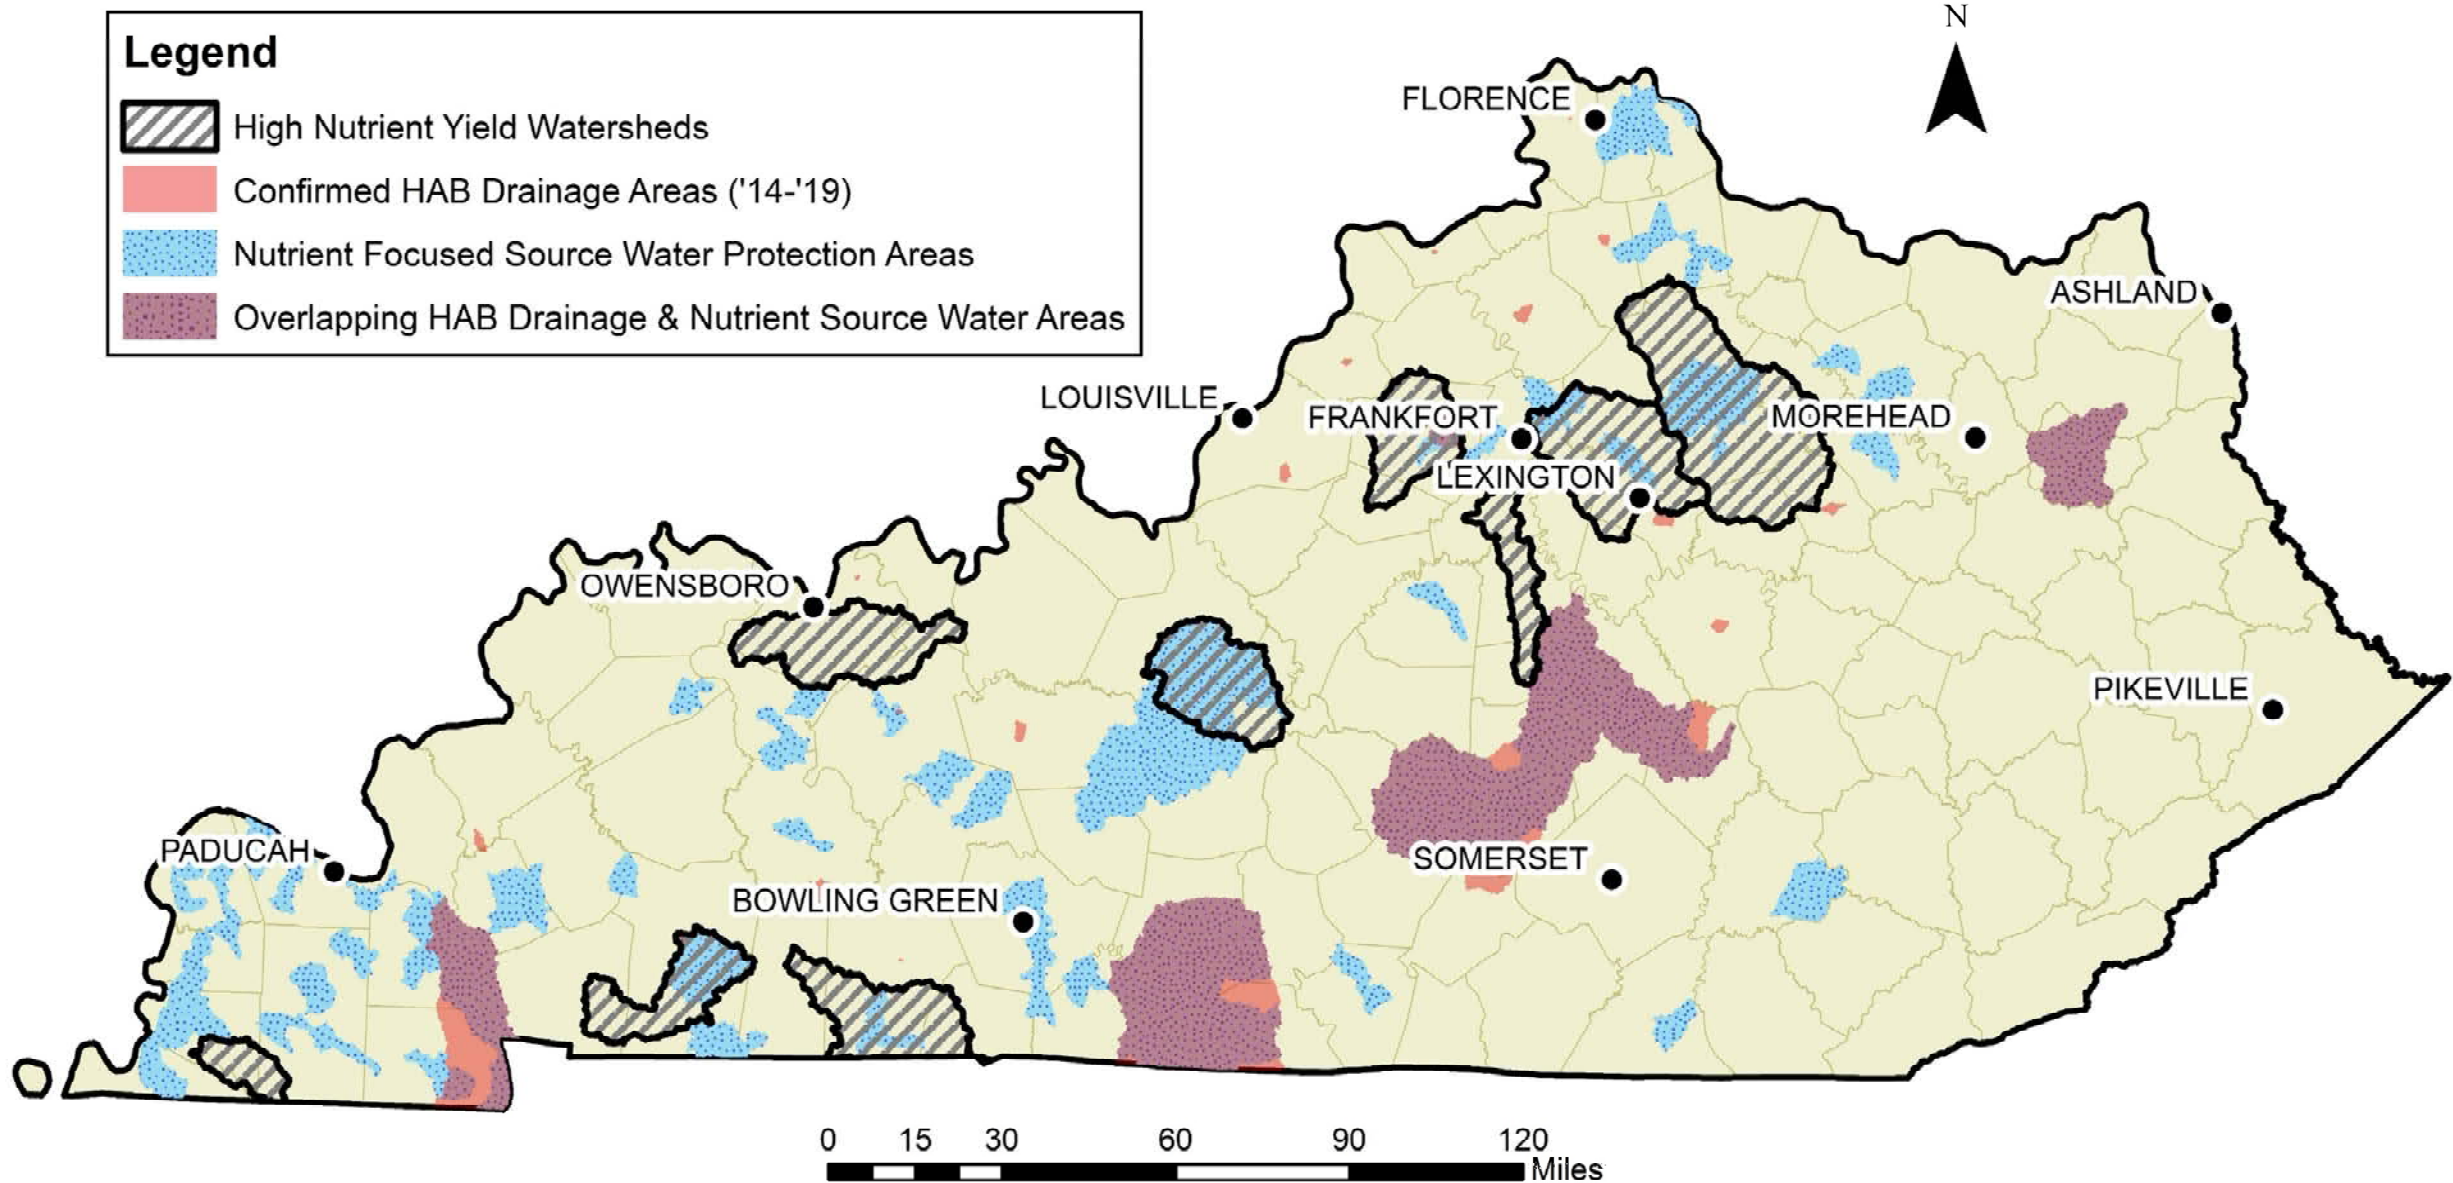 N
Legend
High Nutrient Yield Watersheds
Confirmed HAB Drainage Areas ('14-'19)
Nutrient Focused Source Water Protection Areas
Overlapping HAB Drainage & Nutrient Source Water Areas
FLORENCE
ASHLAND
LOUISVILLE
FRANKFORT
MOREHEAD
LEXINGTON
OWENSBORO
PIKEVILLE
PADUCAH
SOMERSET
BOWLING GREEN
0 15 30 60 90 120
Miles